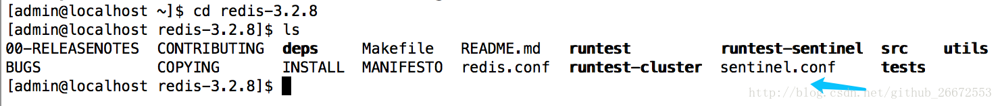 [admin@localhost ~]$ cd redis-3.2.8
[admin@localhost redis-3.2.8]$ ls
00-RELEASENOTES  CONTRIBUTING  deps     Makefile   README.md   runtest          runtest-sentinel  src    utils
BUGS             COPYING       INSTALL  MANIFESTO  redis.conf  runtest-cluster  sentinel.conf     tests
[admin@localhost redis-3.2.8]$
http://blog.csdn.net/github_26672553